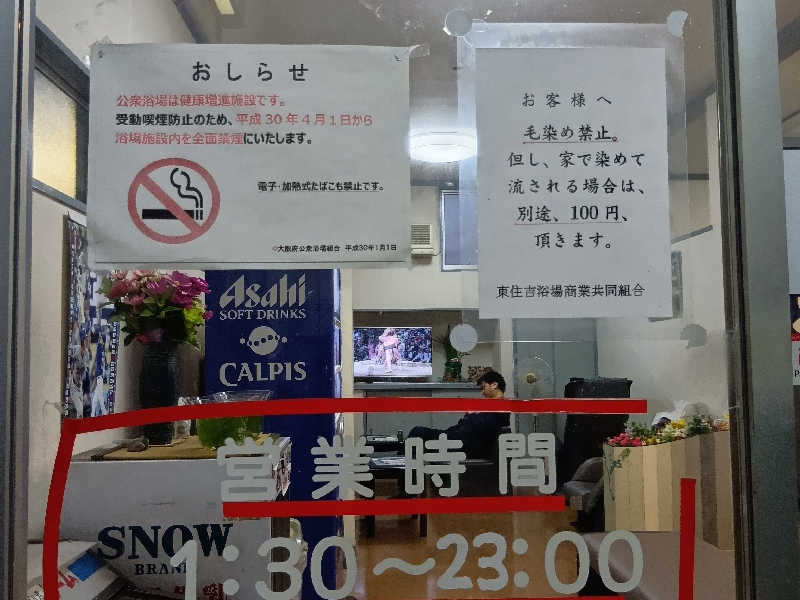 おしらせ
公衆浴場は健康増進施設です。
受動喫煙防止のため、平成30年4月1日から
浴場施設内を全面禁煙にいたします。
電子・加熱式たばこも禁止です。
©大阪府公衆浴場組合 平成30年1月1日
お客様へ
毛染め禁止。
但し、家で染めて
流される場合は、
別途、100円、
頂きます。
東住吉浴場商業共同組合
Asahi
SOFT DRINKS
CALPIS
営業時間
1:30～23:00
SNOW
BRAND